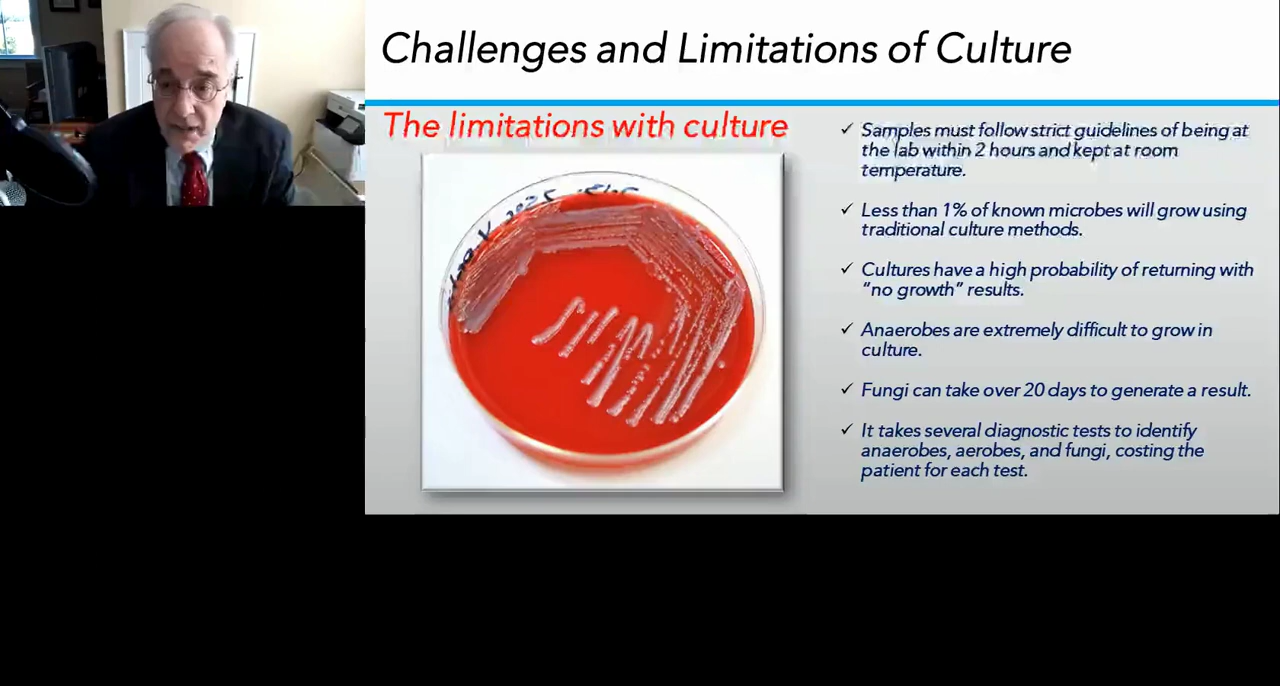 Challenges and Limitations of Culture
The limitations with culture
✓ Samples must follow strict guidelines of being at
the lab within 2 hours and kept at room
temperature.
✓ Less than 1% of known microbes will grow using
traditional culture methods.
✓ Cultures have a high probability of returning with
“no growth” results.
✓ Anaerobes are extremely difficult to grow in
culture.
✓ Fungi can take over 20 days to generate a result.
✓ It takes several diagnostic tests to identify
anaerobes, aerobes, and fungi, costing the
patient for each test.